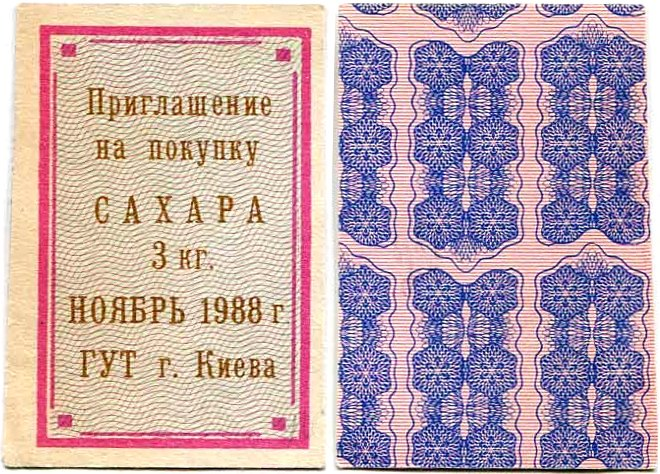 Приглашение
на покупку
САХАРА
3 кг.
НОЯБРЬ 1988 г
ГУТ г. Киева